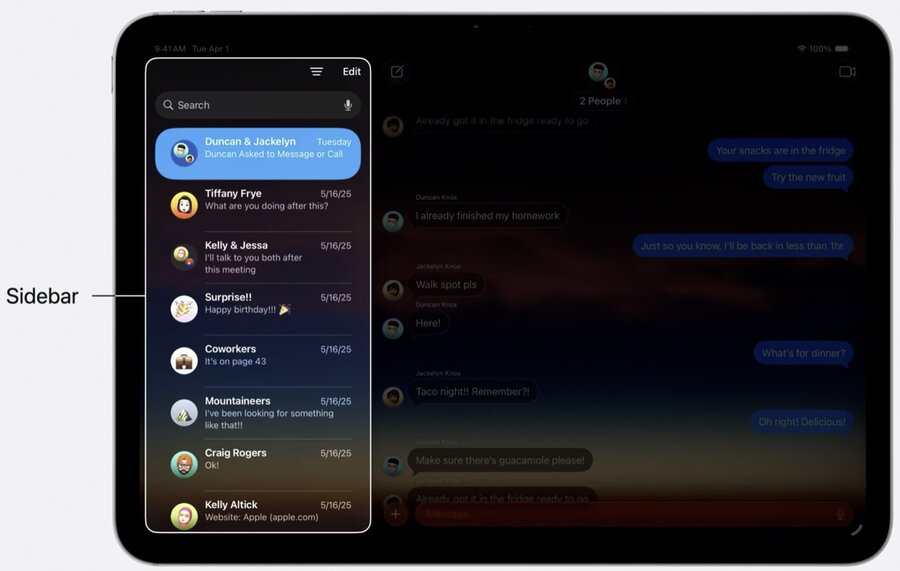 Sidebar
9:41 AM Tue Apr 1
100%
Edit
Search
Duncan & Jackelyn Tuesday
Duncan Asked to Message or Call
Tiffany Frye 5/16/25
What are you doing after this?
Kelly & Jessa 5/16/25
I'll talk to you both after
this meeting
Surprise!! 5/16/25
Happy birthday!!! 🎉
Coworkers 5/16/25
It's on page 43
Mountaineers 5/16/25
I've been looking for something
like that!!
Craig Rogers 5/16/25
Ok!
Kelly Altick 5/16/25
Website: Apple (apple.com)
2 People
Already got it in the fridge ready to go
Your snacks are in the fridge
Try the new fruit
Duncan Knox
I already finished my homework
Just so you know, I'll be back in less than 1hr.
Jackelyn Knox
Walk spot pls
Duncan Knox
Here!
What's for dinner?
Jackelyn Knox
Taco night!! Remember?!
Oh right! Delicious!
Duncan Knox
Make sure there's guacamole please!
Jackelyn Knox
Already got it in the fridge ready to go
iMessage